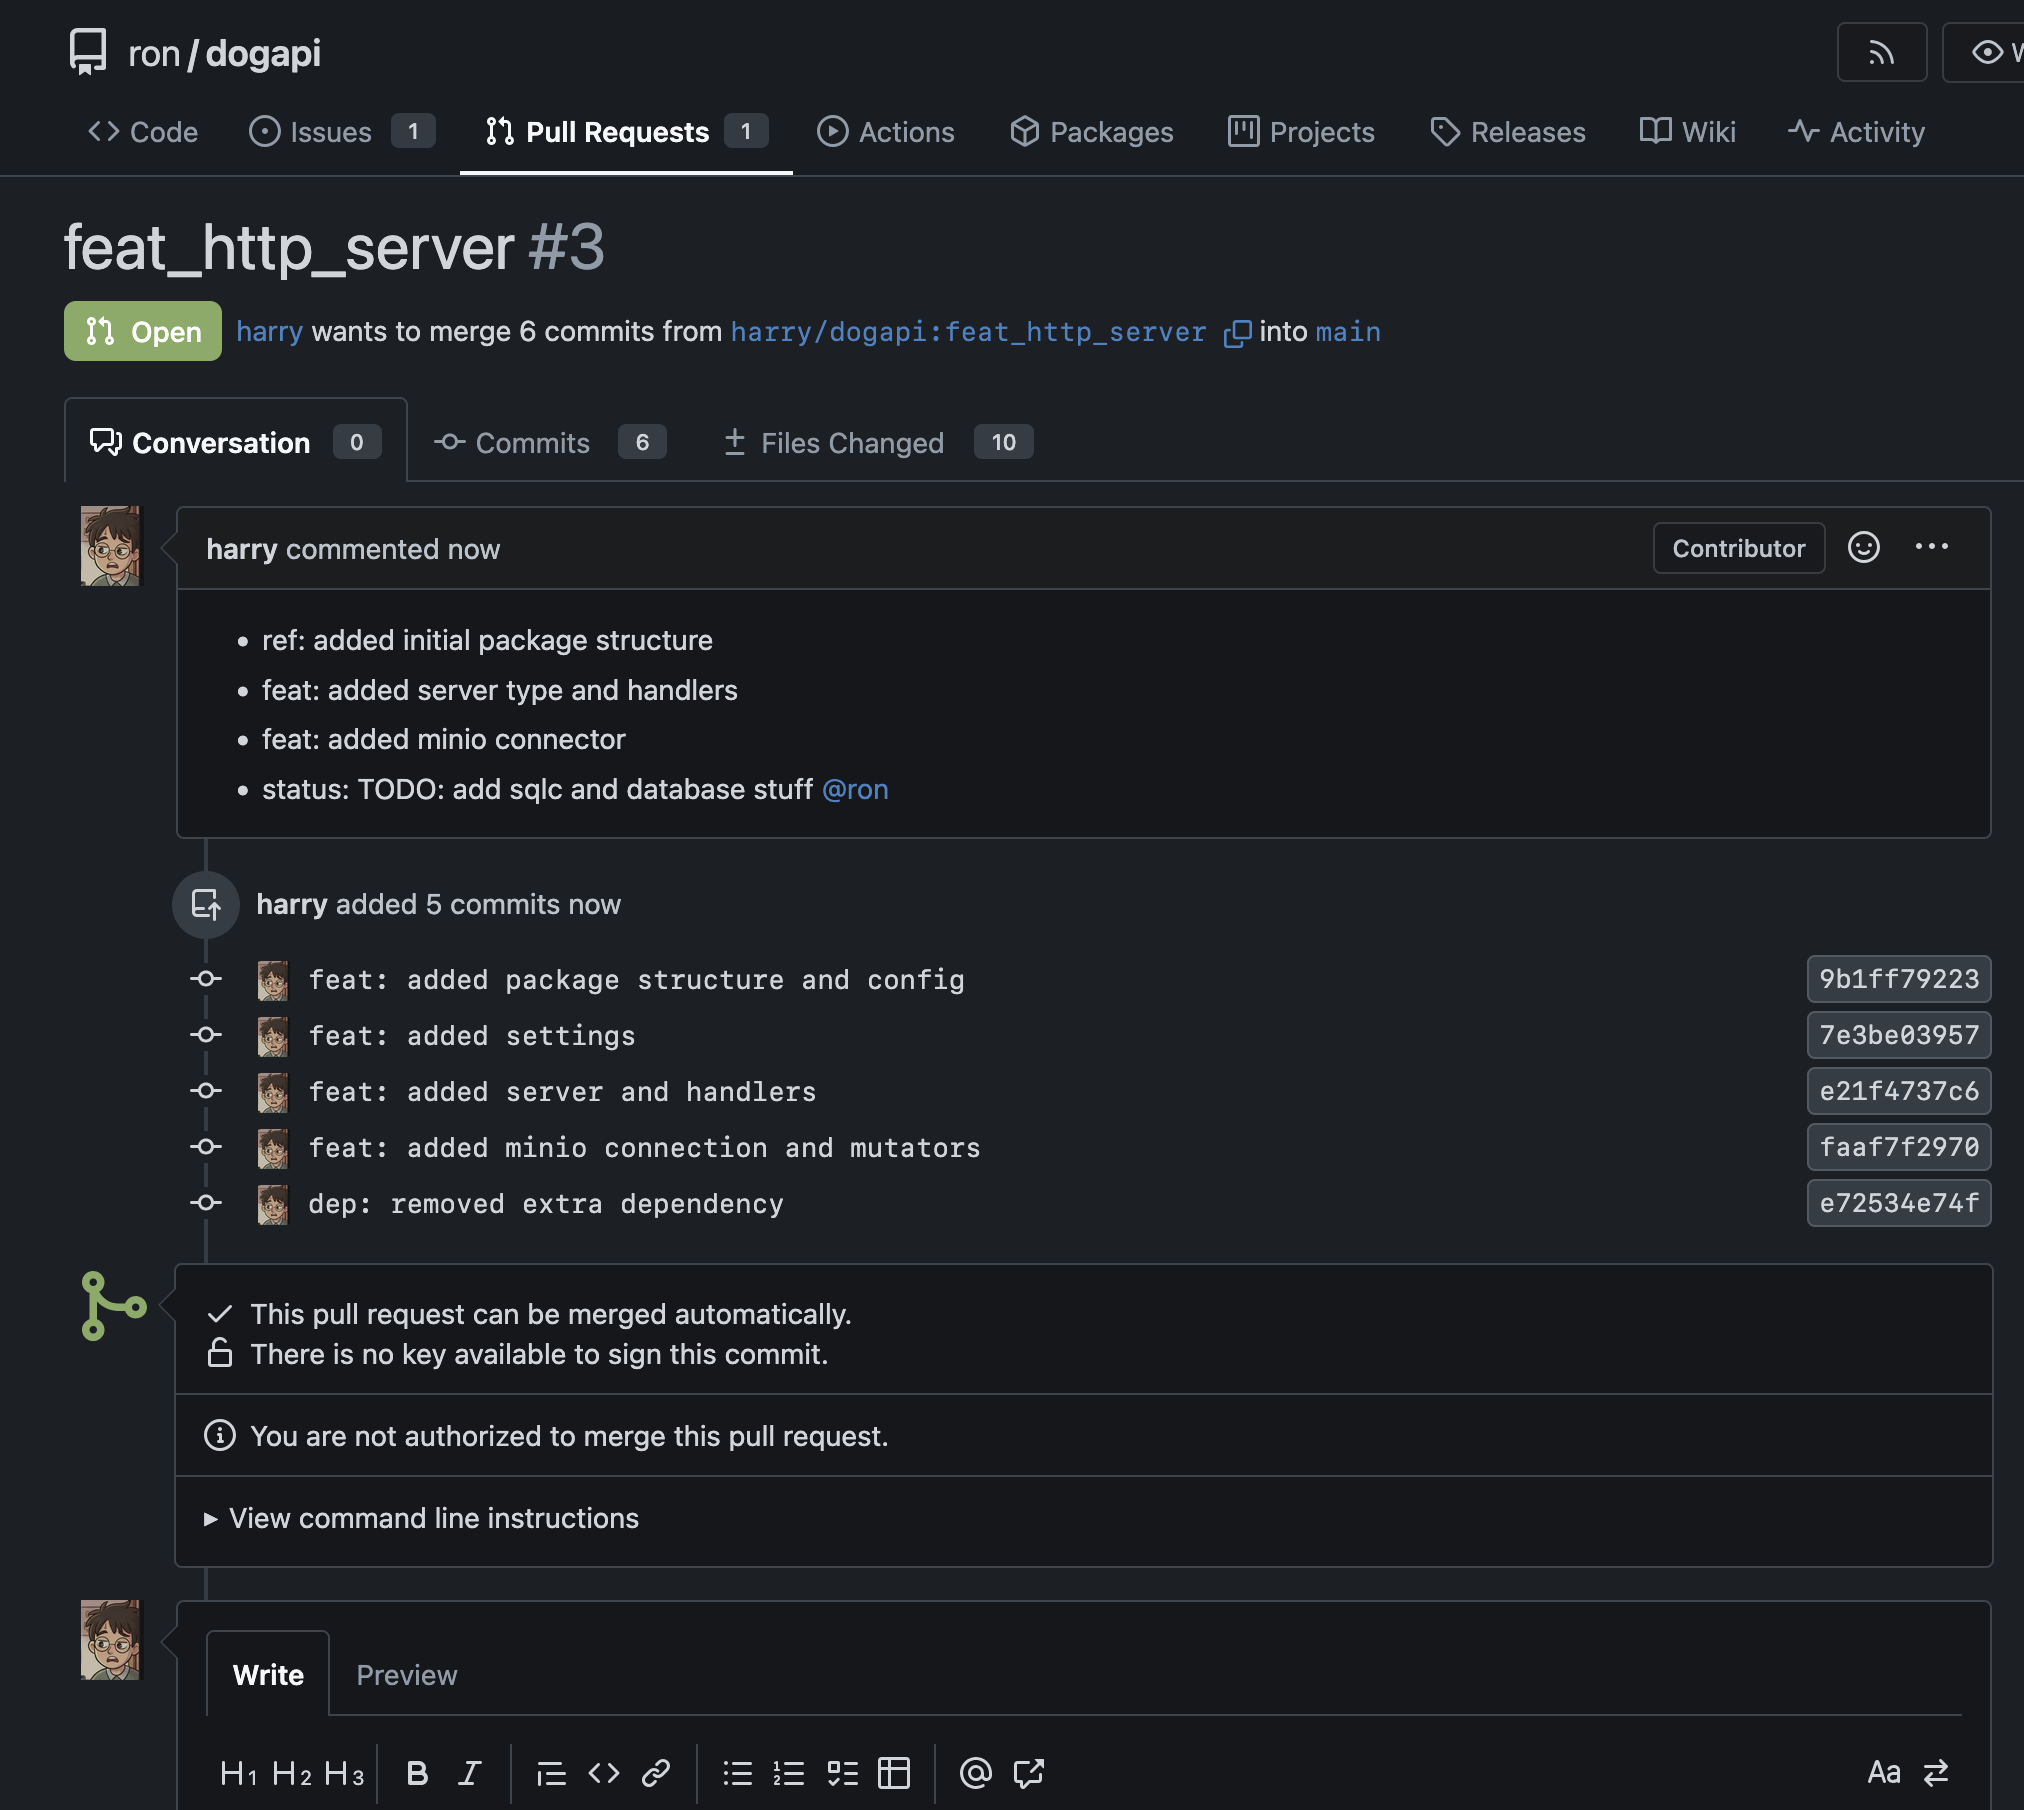 ron / dogapi
W
Code Issues 1 Pull Requests 1 Actions Packages Projects Releases Wiki Activity
feat_http_server #3
Open harry wants to merge 6 commits from harry/dogapi:feat_http_server into main
Conversation 0 Commits 6 Files Changed 10
harry commented now Contributor
• ref: added initial package structure
• feat: added server type and handlers
• feat: added minio connector
• status: TODO: add sqlc and database stuff @ron
harry added 5 commits now
feat: added package structure and config 9b1ff79223
feat: added settings 7e3be03957
feat: added server and handlers e21f4737c6
feat: added minio connection and mutators faaf7f2970
dep: removed extra dependency e72534e74f
This pull request can be merged automatically.
There is no key available to sign this commit.
You are not authorized to merge this pull request.
View command line instructions
Write Preview
H1 H2 H3 B I Aa